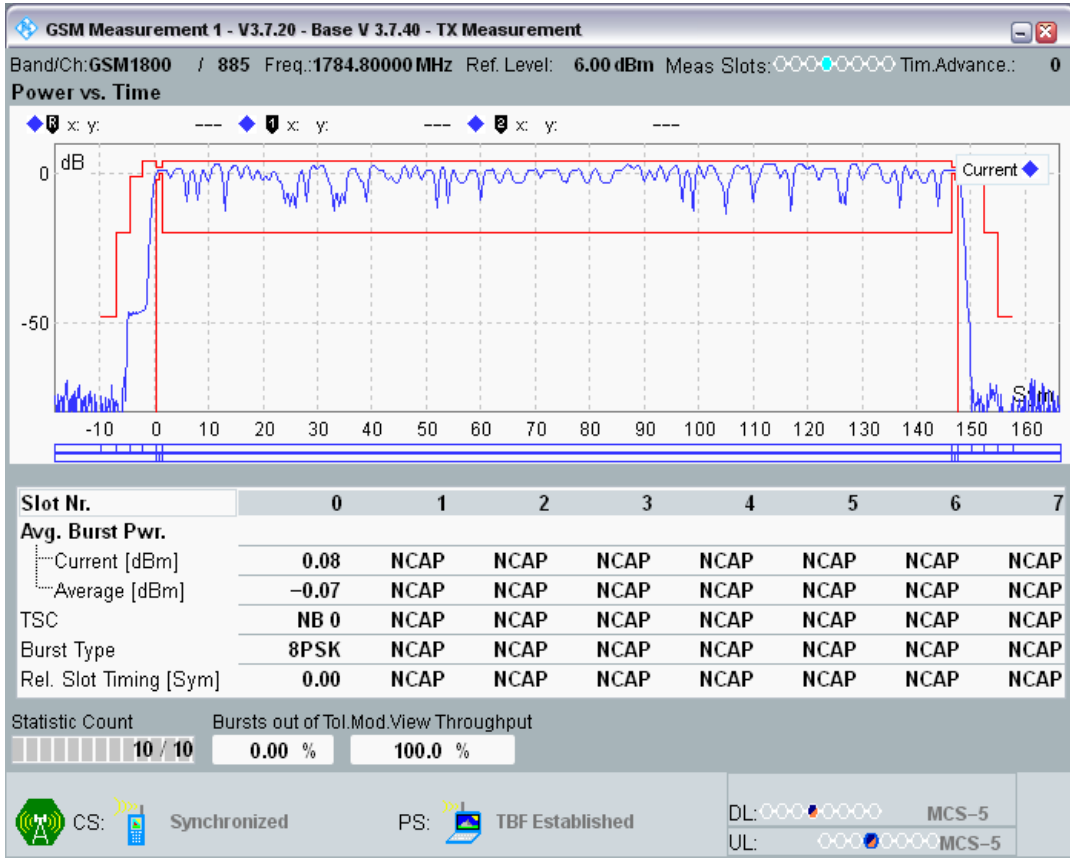 GSM Measurement 1 - V3.7.20 - Base V 3.7.40 - TX Measurement
Band/Ch:GSM1800 / 885 Freq.:1784.80000 MHz Ref. Level: 6.00 dBm Meas Slots: Tim.Advance.: 0
Power vs. Time
R x: y: --- 1 x: y: --- 2 x: y: ---
dB
Current
0
-50
-10 0 10 20 30 40 50 60 70 80 90 100 110 120 130 140 150 160
Slot Nr. 0 1 2 3 4 5 6 7
Avg. Burst Pwr.
Current [dBm] 0.08 NCAP NCAP NCAP NCAP NCAP NCAP NCAP
Average [dBm] −0.07 NCAP NCAP NCAP NCAP NCAP NCAP NCAP
TSC NB 0 NCAP NCAP NCAP NCAP NCAP NCAP NCAP
Burst Type 8PSK NCAP NCAP NCAP NCAP NCAP NCAP NCAP
Rel. Slot Timing [Sym] 0.00 NCAP NCAP NCAP NCAP NCAP NCAP NCAP
Statistic Count Bursts out of Tol.Mod.View Throughput
10 / 10 0.00 % 100.0 %
CS: Synchronized PS: TBF Established DL: MCS−5
UL: MCS−5